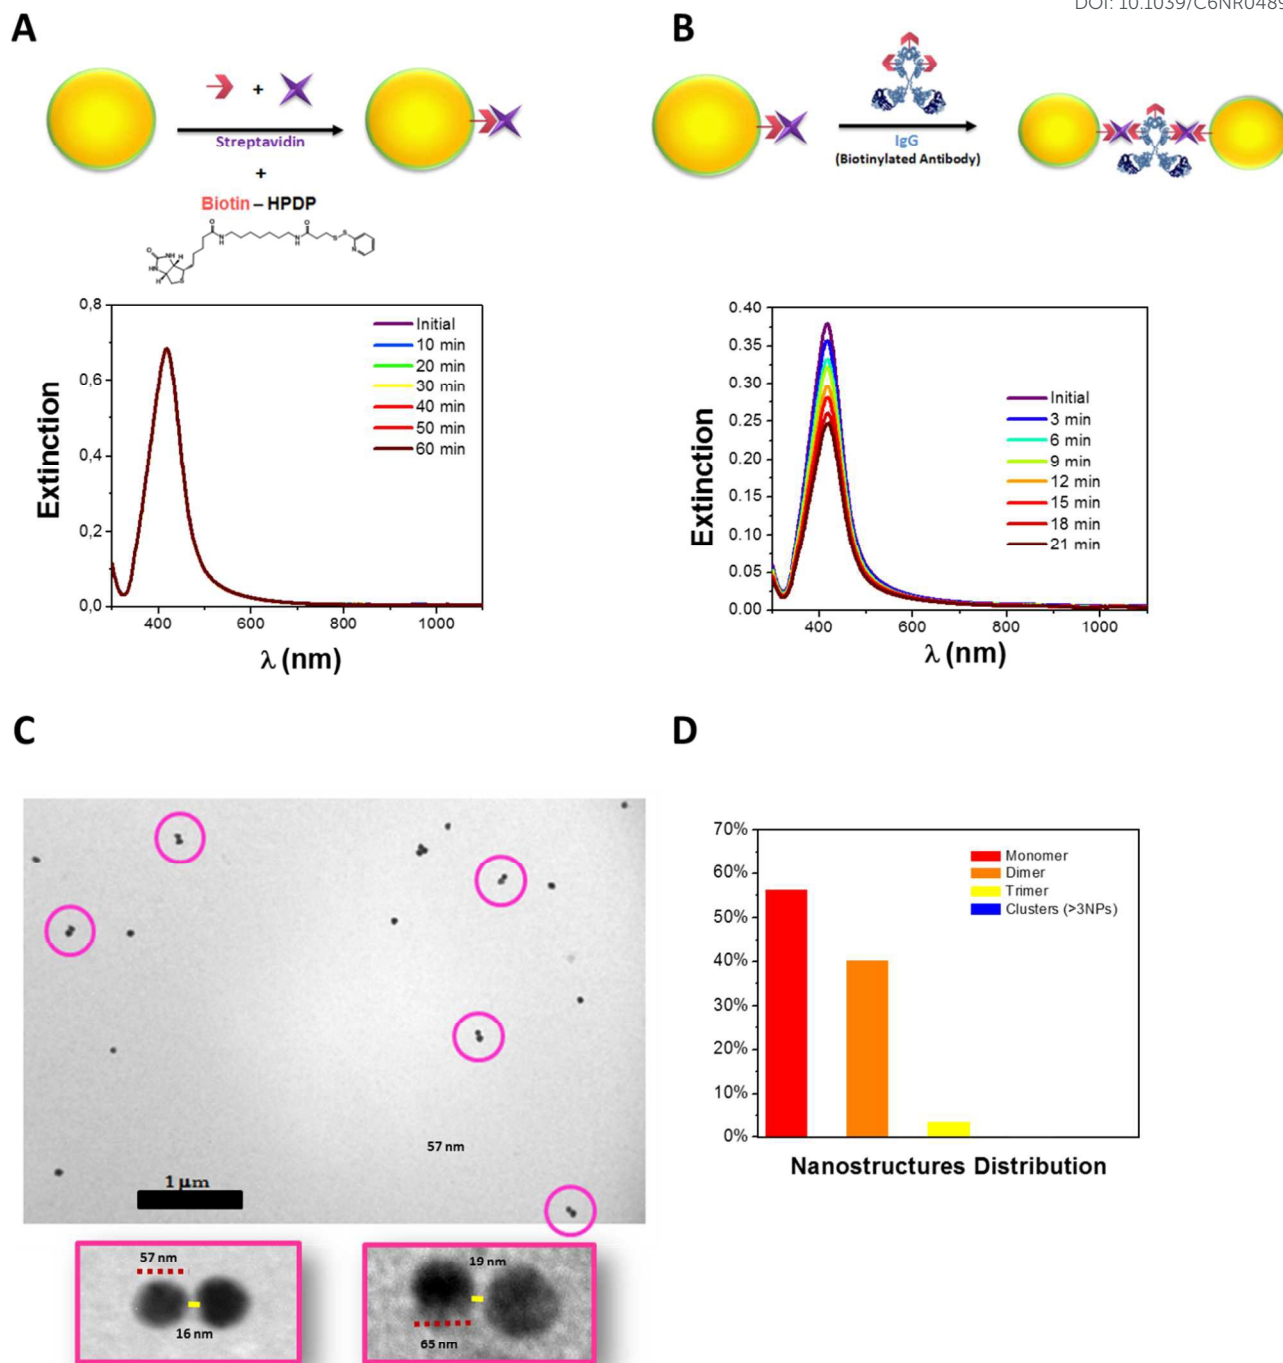 DOI: 10.1039/C6NR0489
A
+
Streptavidin
+
Biotin – HPDP
0,8
0,6
0,4
0,2
0,0
400
600
800
1000
Extinction
λ (nm)
Initial
10 min
20 min
30 min
40 min
50 min
60 min
B
IgG
(Biotinylated Antibody)
0.40
0.35
0.30
0.25
0.20
0.15
0.10
0.05
0.00
400
600
800
1000
Extinction
λ (nm)
Initial
3 min
6 min
9 min
12 min
15 min
18 min
21 min
C
57 nm
1 μm
57 nm
16 nm
19 nm
65 nm
D
70%
60%
50%
40%
30%
20%
10%
0%
Monomer
Dimer
Trimer
Clusters (>3NPs)
Nanostructures Distribution